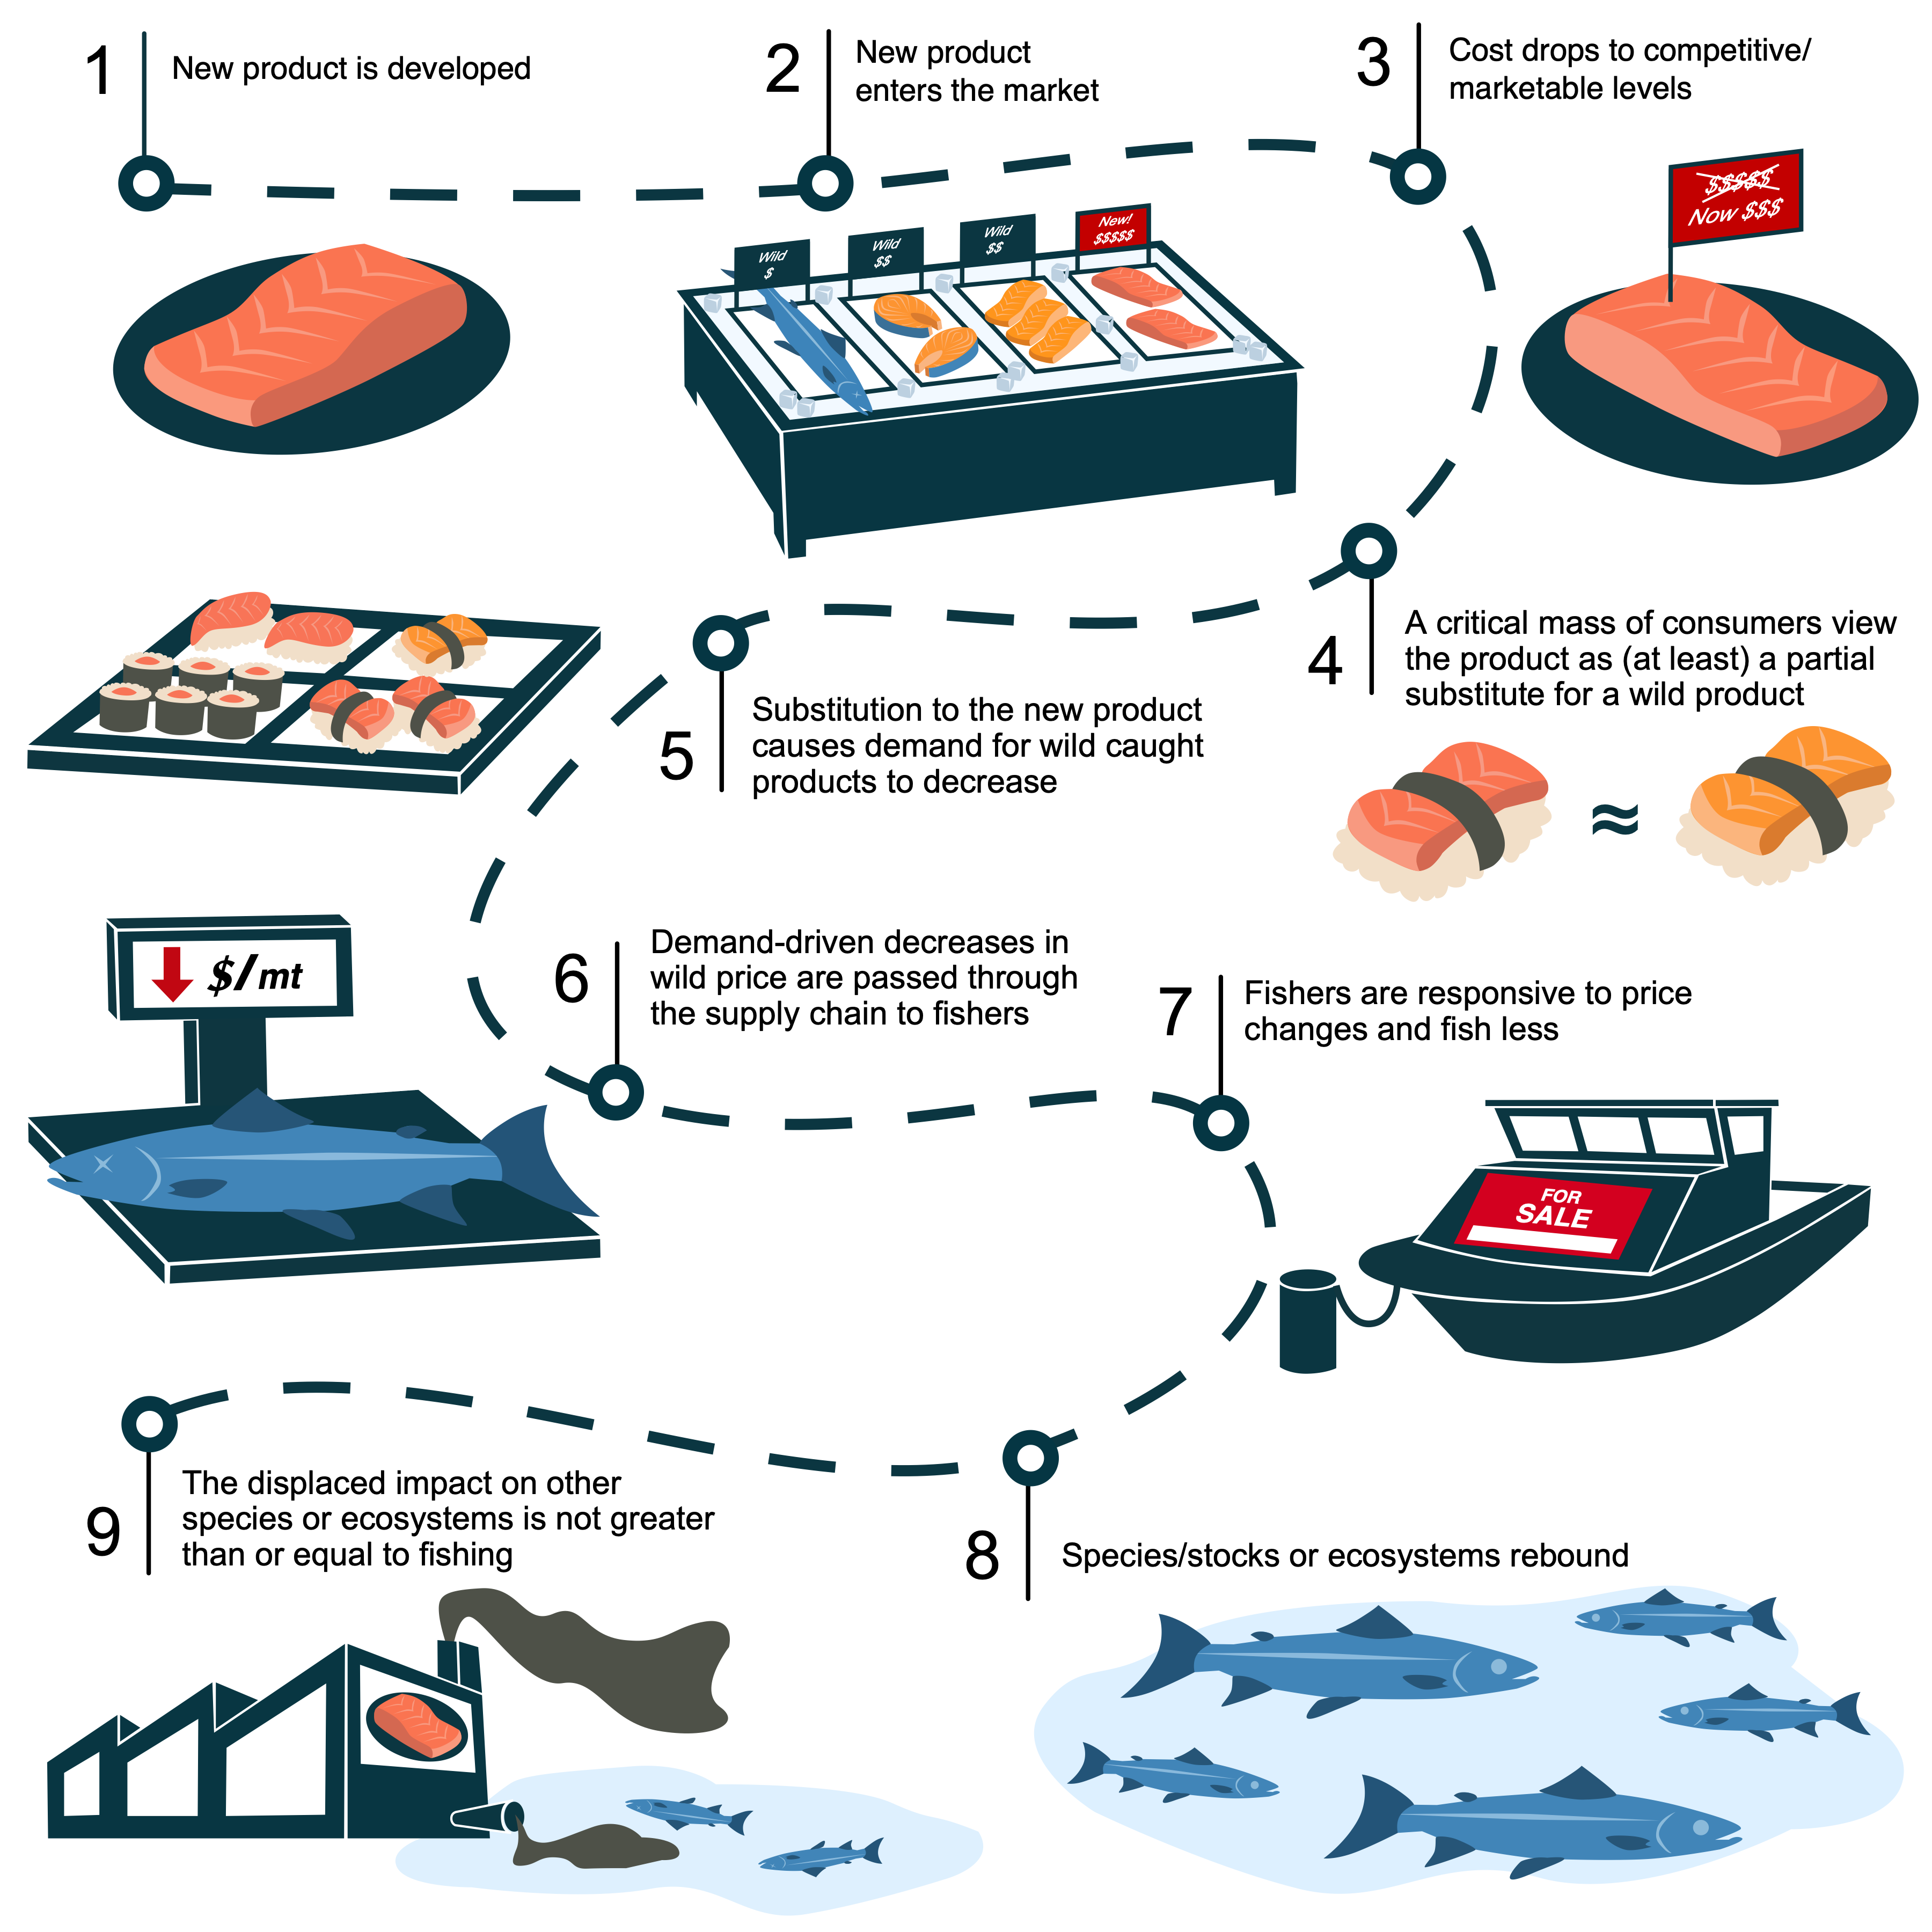 1
New product is developed
2
New product
enters the market
3
Cost drops to competitive/
marketable levels
$$$$$
Now $$$
Wild
$
Wild
$$
Wild
$$
New!
$$$$$
4
A critical mass of consumers view
the product as (at least) a partial
substitute for a wild product
≈
5
Substitution to the new product
causes demand for wild caught
products to decrease
6
Demand-driven decreases in
wild price are passed through
the supply chain to fishers
$/mt
7
Fishers are responsive to price
changes and fish less
FOR
SALE
8
Species/stocks or ecosystems rebound
9
The displaced impact on other
species or ecosystems is not greater
than or equal to fishing